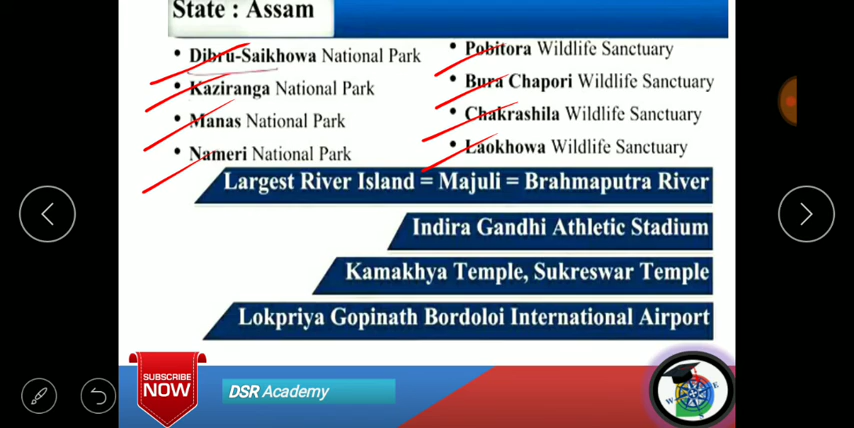 State : Assam
• Dibru-Saikhowa National Park
• Kaziranga National Park
• Manas National Park
• Nameri National Park
• Pobitora Wildlife Sanctuary
• Bura Chapori Wildlife Sanctuary
• Chakrashila Wildlife Sanctuary
• Laokhowa Wildlife Sanctuary
Largest River Island = Majuli = Brahmaputra River
Indira Gandhi Athletic Stadium
Kamakhya Temple, Sukreswar Temple
Lokpriya Gopinath Bordoloi International Airport
SUBSCRIBE
NOW
DSR Academy
W
E
S